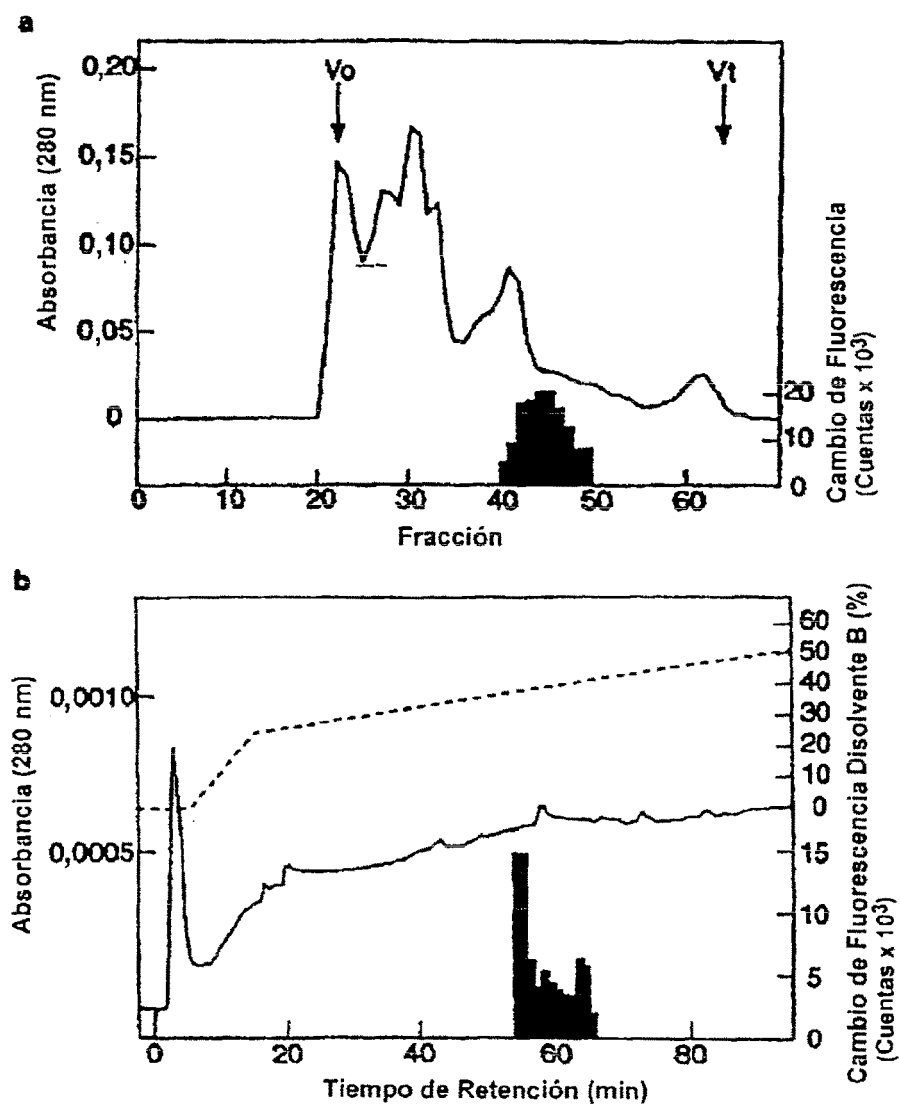 a
Absorbancia (280 nm)
0,20
0,15
0,10
0,05
0
Vo
Vt
20
10
0
Cambio de Fluorescencia
(Cuentas x 10³)
0 10 20 30 40 50 60
Fracción
b
Absorbancia (280 nm)
0,0010
0,0005
60
50
40
30
20
10
0
Disolvente B (%)
15
10
5
0
Cambio de Fluorescencia
(Cuentas x 10³)
0 20 40 60 80
Tiempo de Retención (min)